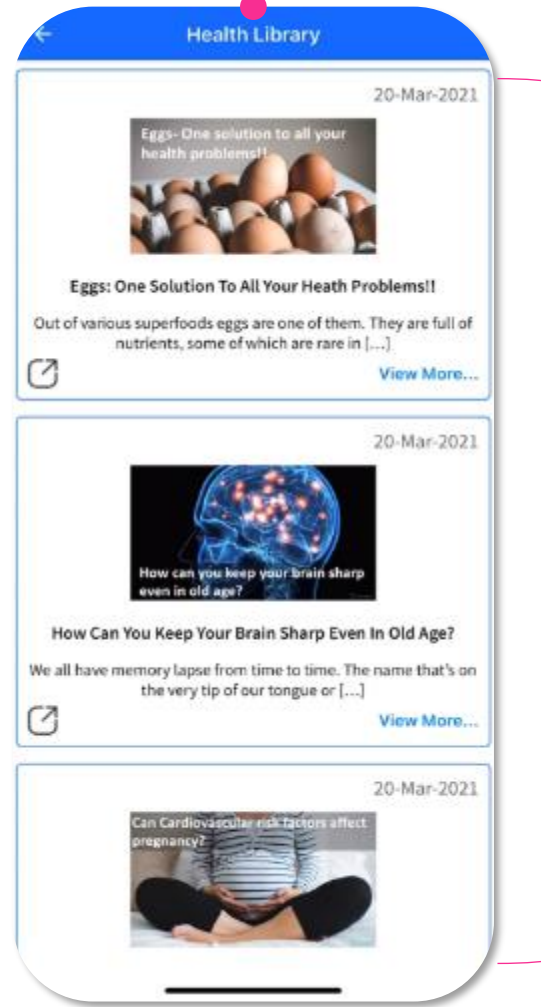 Health Library
20-Mar-2021
Eggs- One solution to all your
health problems!!
Eggs: One Solution To All Your Heath Problems!!
Out of various superfoods eggs are one of them. They are full of
nutrients, some of which are rare in [...]
View More...
20-Mar-2021
How can you keep your brain sharp
even in old age?
How Can You Keep Your Brain Sharp Even In Old Age?
We all have memory lapse from time to time. The name that's on
the very tip of our tongue or [...]
View More...
20-Mar-2021
Can Cardiovascular risk factors affect
pregnancy?